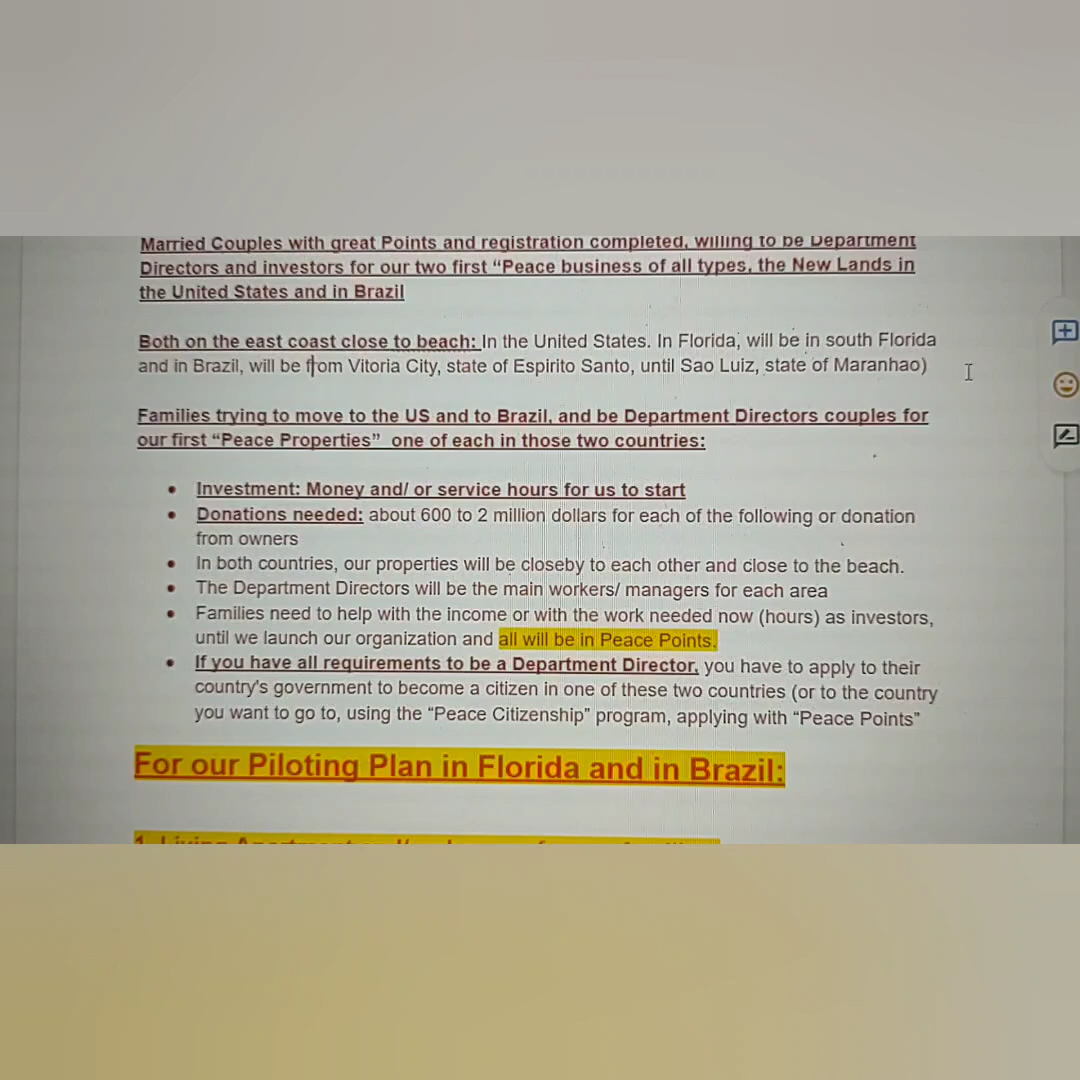 Married Couples with great Points and registration completed, willing to be Department
Directors and investors for our two first “Peace business of all types, the New Lands in
the United States and in Brazil
Both on the east coast close to beach: In the United States. In Florida, will be in south Florida
and in Brazil, will be from Vitoria City, state of Espirito Santo, until Sao Luiz, state of Maranhao)
Families trying to move to the US and to Brazil, and be Department Directors couples for
our first “Peace Properties” one of each in those two countries:
• Investment: Money and/ or service hours for us to start
• Donations needed: about 600 to 2 million dollars for each of the following or donation
from owners
• In both countries, our properties will be closeby to each other and close to the beach.
• The Department Directors will be the main workers/ managers for each area
• Families need to help with the income or with the work needed now (hours) as investors,
until we launch our organization and all will be in Peace Points.
• If you have all requirements to be a Department Director, you have to apply to their
country's government to become a citizen in one of these two countries (or to the country
you want to go to, using the “Peace Citizenship” program, applying with “Peace Points”
For our Piloting Plan in Florida and in Brazil:
1. Living